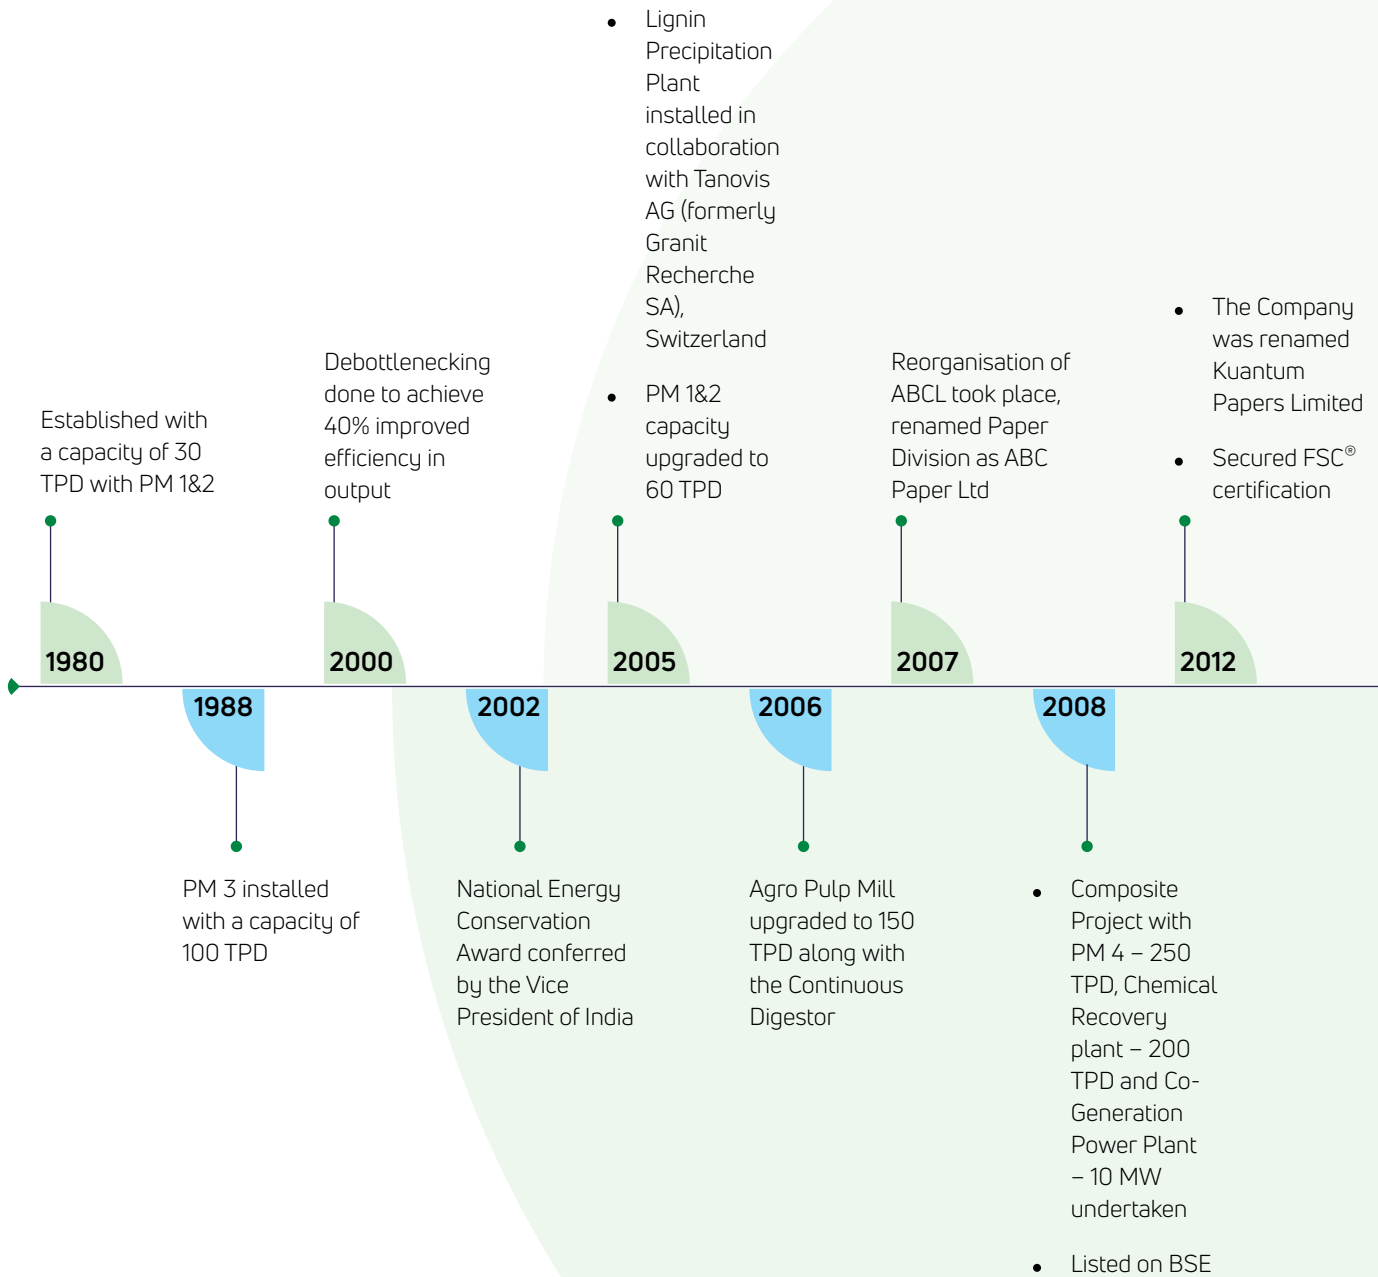 Established with
a capacity of 30
TPD with PM 1&2
1980
1988
PM 3 installed
with a capacity of
100 TPD
Debottlenecking
done to achieve
40% improved
efficiency in
output
2000
2002
National Energy
Conservation
Award conferred
by the Vice
President of India
• Lignin
Precipitation
Plant
installed in
collaboration
with Tanovis
AG (formerly
Granit
Recherche
SA),
Switzerland
• PM 1&2
capacity
upgraded to
60 TPD
2005
2006
Agro Pulp Mill
upgraded to 150
TPD along with
the Continuous
Digestor
Reorganisation of
ABCL took place,
renamed Paper
Division as ABC
Paper Ltd
2007
2008
• Composite
Project with
PM 4 – 250
TPD, Chemical
Recovery
plant – 200
TPD and Co-
Generation
Power Plant
– 10 MW
undertaken
• Listed on BSE
• The Company
was renamed
Kuantum
Papers Limited
• Secured FSC®
certification
2012